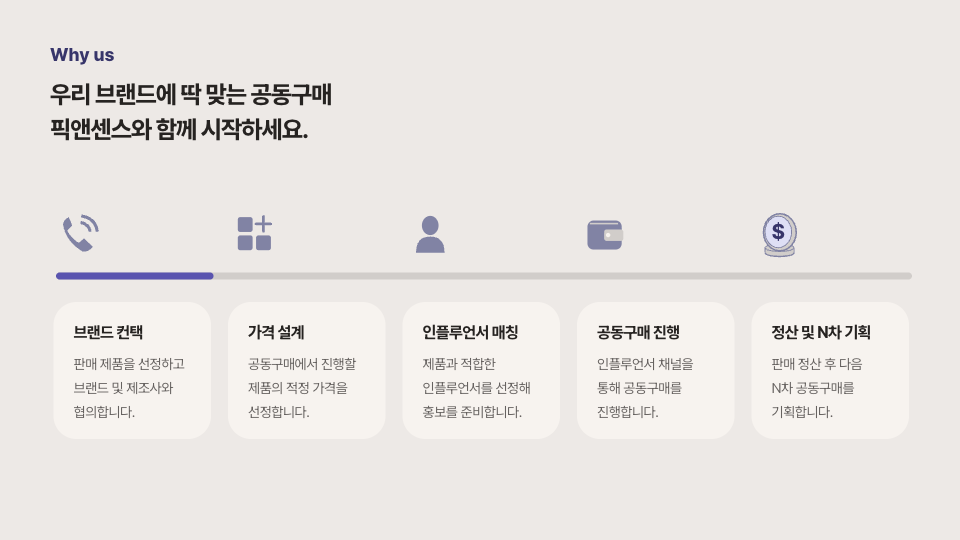 Why us
우리 브랜드에 딱 맞는 공동구매
픽앤센스와 함께 시작하세요.
$
브랜드 컨택
판매 제품을 선정하고
브랜드 및 제조사와
협의합니다.
가격 설계
공동구매에서 진행할
제품의 적정 가격을
선정합니다.
인플루언서 매칭
제품과 적합한
인플루언서를 선정해
홍보를 준비합니다.
공동구매 진행
인플루언서 채널을
통해 공동구매를
진행합니다.
정산 및 N차 기획
판매 정산 후 다음
N차 공동구매를
기획합니다.